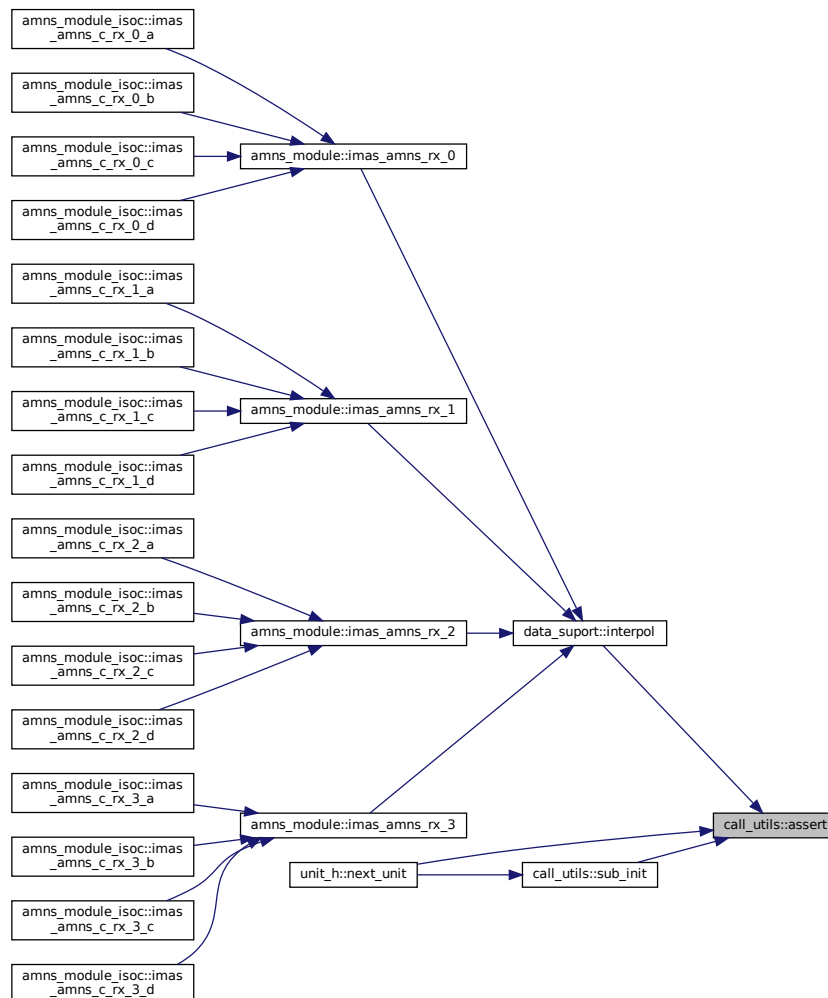 amns_module_isoc::imas
_amns_c_rx_0_a
amns_module_isoc::imas
_amns_c_rx_0_b
amns_module_isoc::imas
_amns_c_rx_0_c
amns_module::imas_amns_rx_0
amns_module_isoc::imas
_amns_c_rx_0_d
amns_module_isoc::imas
_amns_c_rx_1_a
amns_module_isoc::imas
_amns_c_rx_1_b
amns_module_isoc::imas
_amns_c_rx_1_c
amns_module::imas_amns_rx_1
amns_module_isoc::imas
_amns_c_rx_1_d
amns_module_isoc::imas
_amns_c_rx_2_a
amns_module_isoc::imas
_amns_c_rx_2_b
amns_module::imas_amns_rx_2
data_suport::interpol
amns_module_isoc::imas
_amns_c_rx_2_c
amns_module_isoc::imas
_amns_c_rx_2_d
amns_module_isoc::imas
_amns_c_rx_3_a
amns_module::imas_amns_rx_3
call_utils::assert
amns_module_isoc::imas
_amns_c_rx_3_b
unit_h::next_unit
call_utils::sub_init
amns_module_isoc::imas
_amns_c_rx_3_c
amns_module_isoc::imas
_amns_c_rx_3_d